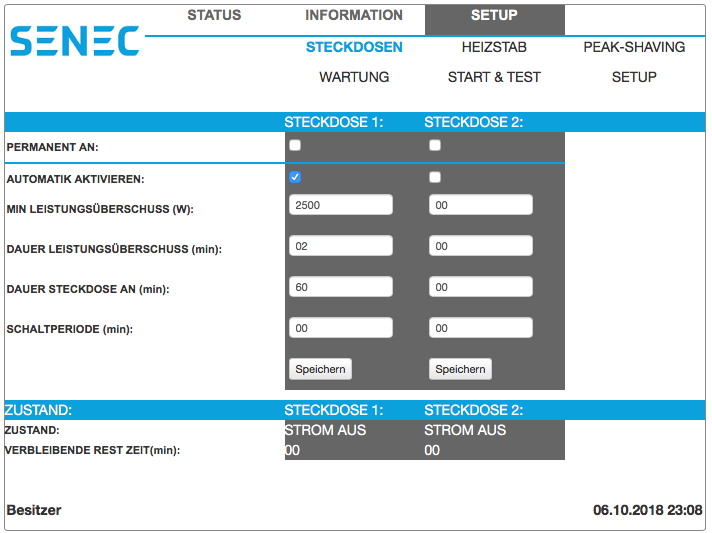 SENEC
STATUS INFORMATION SETUP
STECKDOSEN HEIZSTAB PEAK-SHAVING
WARTUNG START & TEST SETUP
STECKDOSE 1: STECKDOSE 2:
PERMANENT AN:
AUTOMATIK AKTIVIEREN:
MIN LEISTUNGSÜBERSCHUSS (W): 2500 00
DAUER LEISTUNGSÜBERSCHUSS (min): 02 00
DAUER STECKDOSE AN (min): 60 00
SCHALTPERIODE (min): 00 00
Speichern Speichern
ZUSTAND: STECKDOSE 1: STECKDOSE 2:
ZUSTAND: STROM AUS STROM AUS
VERBLEIBENDE REST ZEIT(min): 00 00
Besitzer 06.10.2018 23:08